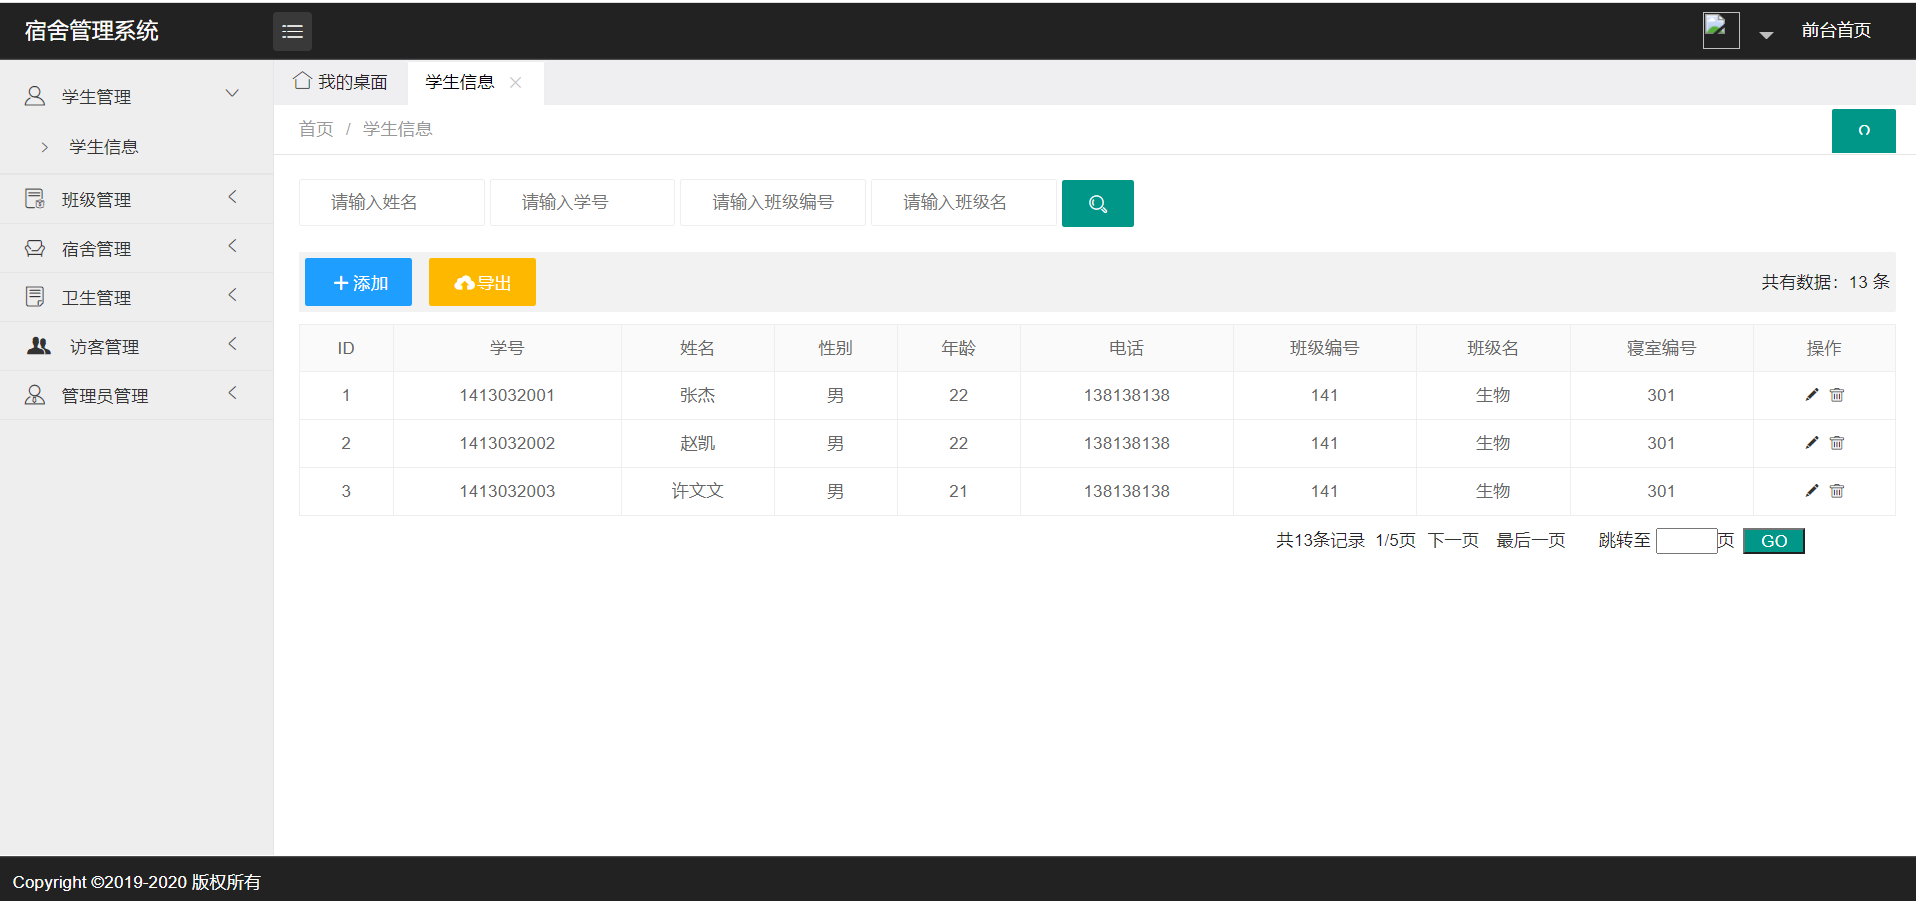 宿舍管理系统
前台首页
学生管理
学生信息
班级管理
宿舍管理
卫生管理
访客管理
管理员管理
我的桌面 学生信息
首页 / 学生信息
请输入姓名 请输入学号 请输入班级编号 请输入班级名
添加 导出 共有数据：13 条
ID 学号 姓名 性别 年龄 电话 班级编号 班级名 寝室编号 操作
1 1413032001 张杰 男 22 138138138 141 生物 301
2 1413032002 赵凯 男 22 138138138 141 生物 301
3 1413032003 许文文 男 21 138138138 141 生物 301
共13条记录 1/5页 下一页 最后一页 跳转至 页 GO
Copyright ©2019-2020 版权所有